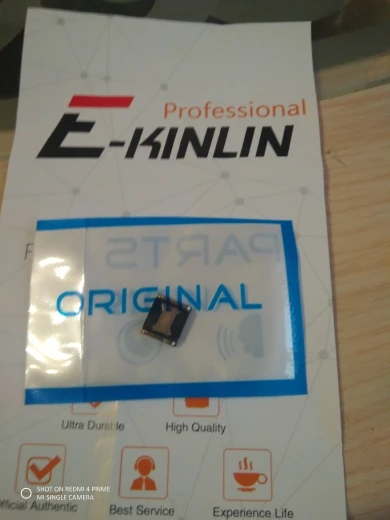 Professional
E-KINLIN
PARTS
ORIGINAL
Ultra Durable
High Quality
Official Authentic
Best Service
Experience Life
SHOT ON REDMI 4 PRIME
MI SINGLE CAMERA